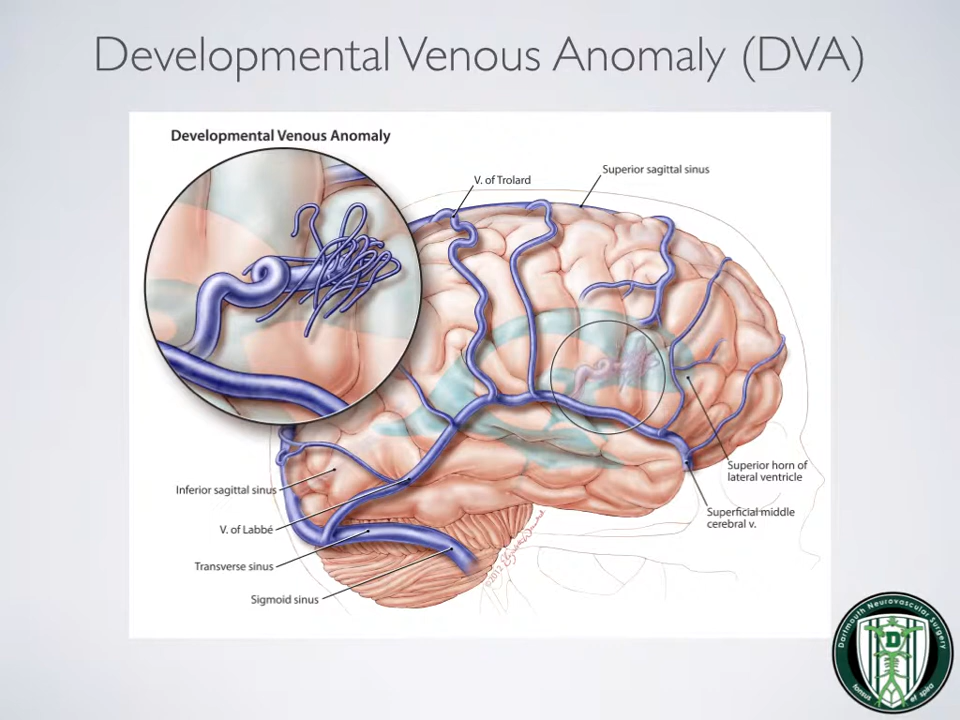 Developmental Venous Anomaly (DVA)
Developmental Venous Anomaly
V. of Trolard
Superior sagittal sinus
Superior horn of
lateral ventricle
Superficial middle
cerebral v.
Inferior sagittal sinus
V. of Labbé
Transverse sinus
Sigmoid sinus
©2012
Dartmouth Neurovascular Surgery
D